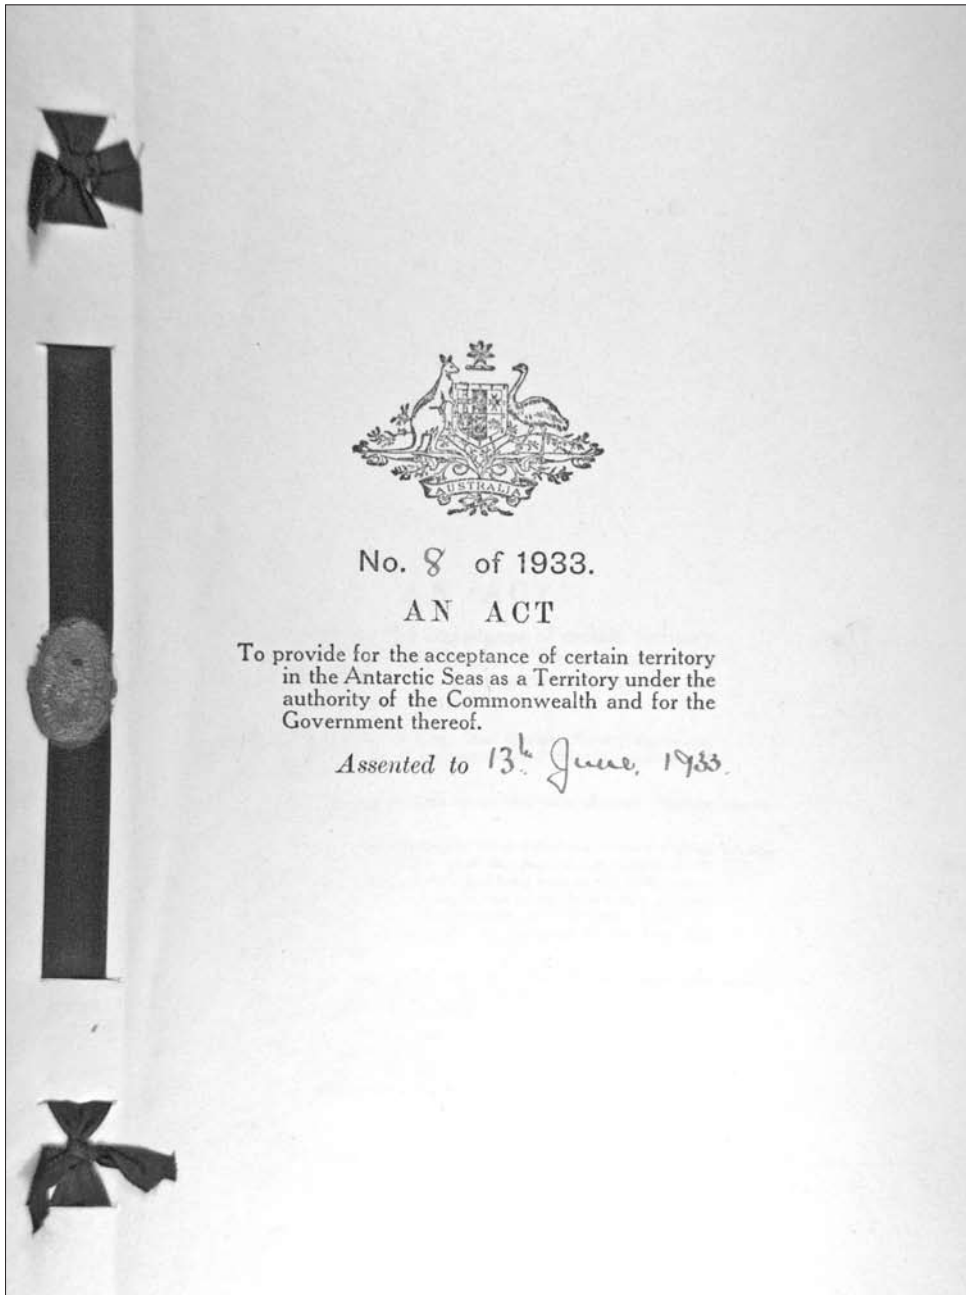 AUSTRALIA
No. 8 of 1933.
AN ACT
To provide for the acceptance of certain territory
in the Antarctic Seas as a Territory under the
authority of the Commonwealth and for the
Government thereof.
Assented to 13th June, 1933.